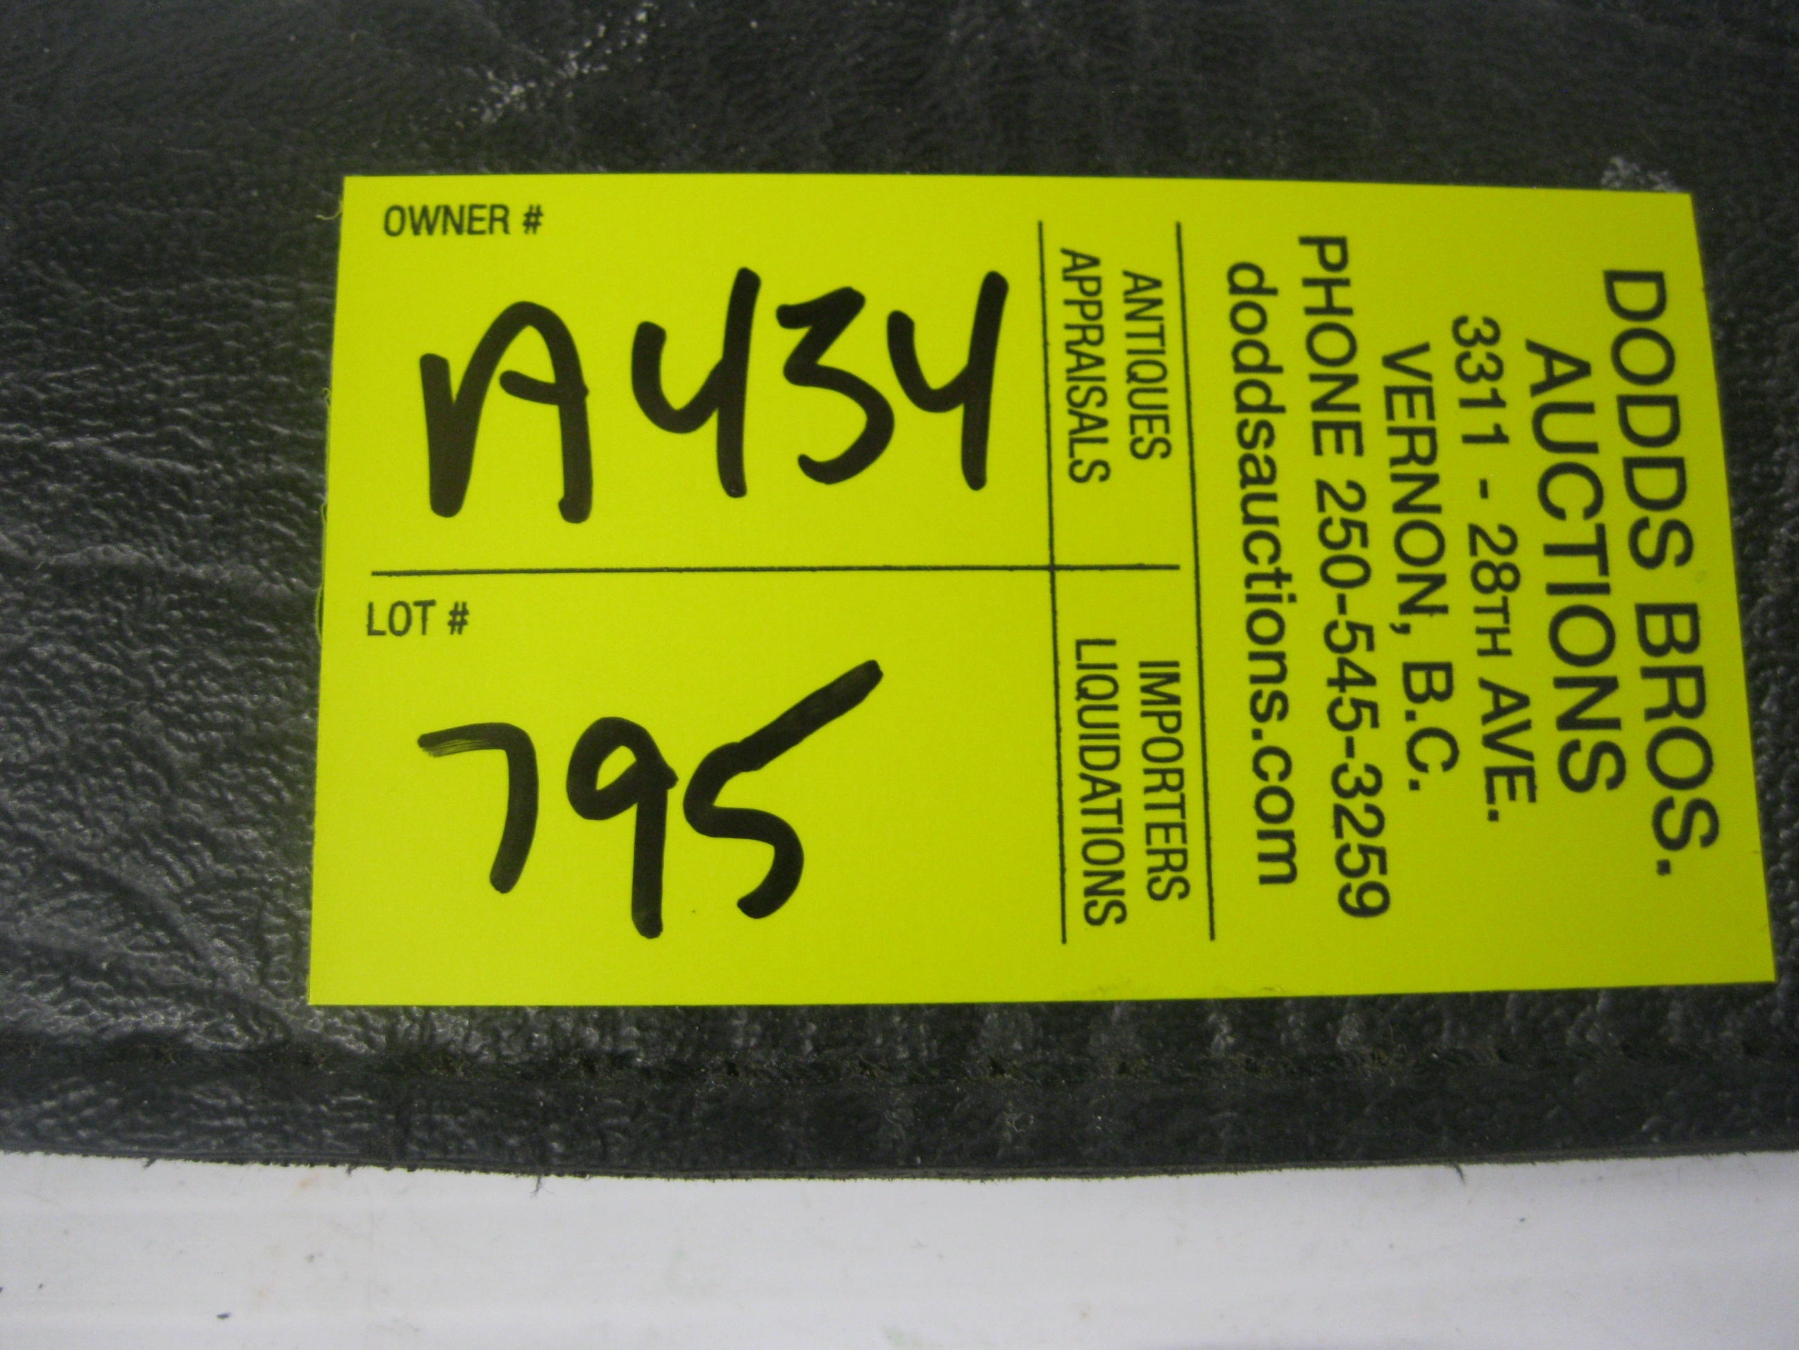 DODDS BROS.
AUCTIONS
3311 - 28TH AVE.
VERNON, B.C.
PHONE 250-545-3259
doddsauctions.com
ANTIQUES
APPRAISALS
IMPORTERS
LIQUIDATIONS
OWNER #
A434
LOT #
795